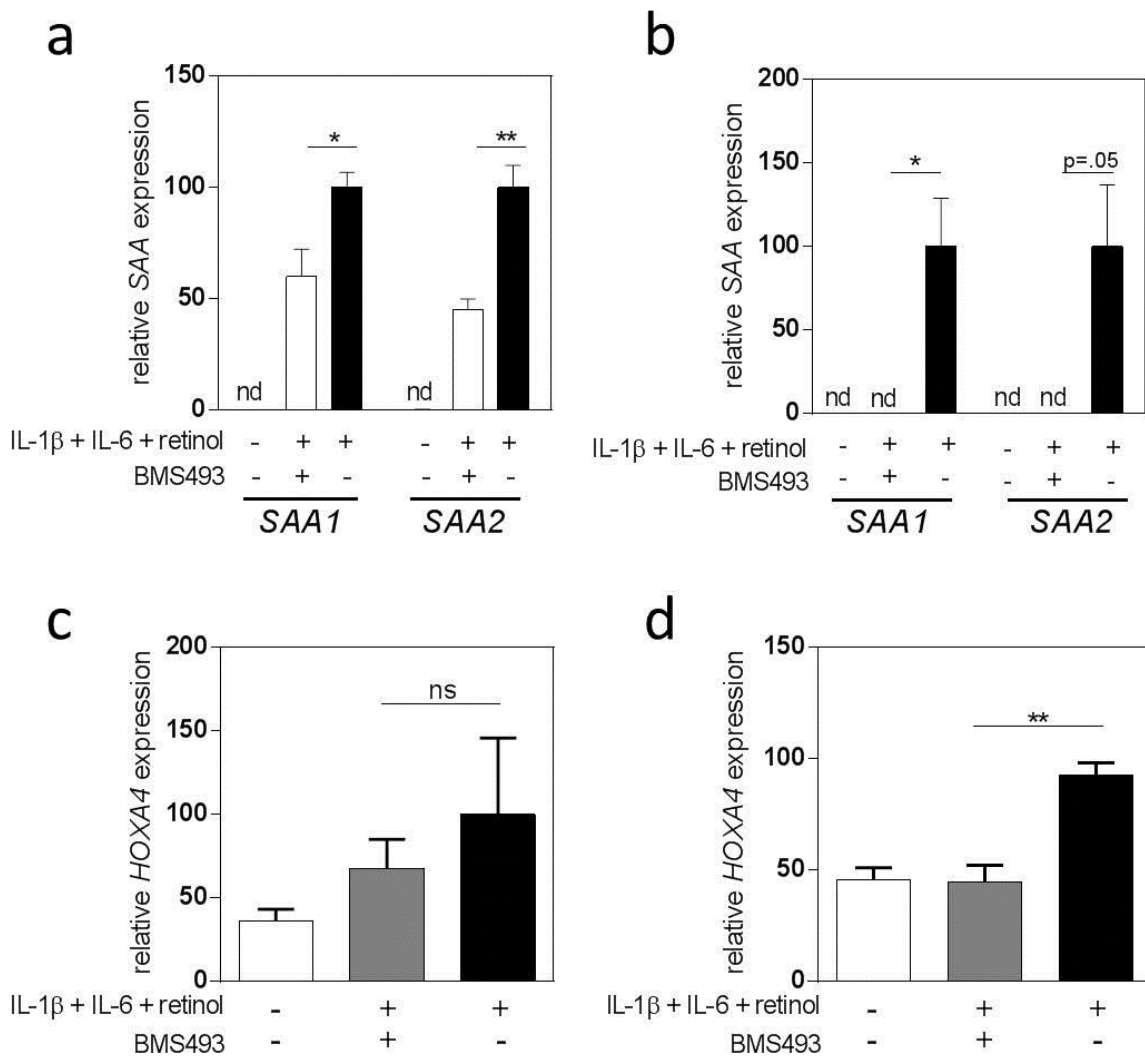 a
relative SAA expression
150
100
50
0
nd
*
nd
**
IL-1β + IL-6 + retinol - + + - + +
BMS493 - + - - + -
SAA1 SAA2
b
relative SAA expression
200
150
100
50
0
nd nd
*
nd nd
p=.05
IL-1β + IL-6 + retinol - + + - + +
BMS493 - + - - + -
SAA1 SAA2
c
relative HOXA4 expression
200
150
100
50
0
ns
IL-1β + IL-6 + retinol - + +
BMS493 - + -
d
relative HOXA4 expression
150
100
50
0
**
IL-1β + IL-6 + retinol - + +
BMS493 - + -